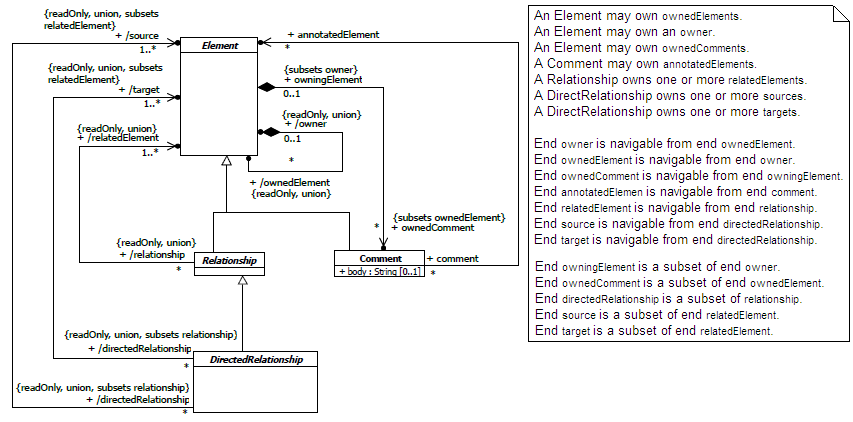 {readOnly, union, subsets
relatedElement}
+ /source
1..*
Element
+ annotatedElement
*
{readOnly, union, subsets
relatedElement}
+ /target
1..*
{subsets owner}
+ owningElement
0..1
{readOnly, union}
+ /owner
0..1
{readOnly, union}
+ /relatedElement
1..*
*
+ /ownedElement
{readOnly, union}
*
{subsets ownedElement}
+ ownedComment
{readOnly, union}
+ /relationship
*
Relationship
Comment
+ body : String [0..1]
+ comment
*
{readOnly, union, subsets relationship}
+ /directedRelationship
*
DirectedRelationship
{readOnly, union, subsets relationship}
+ /directedRelationship
*
An Element may own ownedElements.
An Element may own an owner.
An Element may own ownedComments.
A Comment may own annotatedElements.
A Relationship owns one or more relatedElements.
A DirectRelationship owns one or more sources.
A DirectRelationship owns one or more targets.
End owner is navigable from end ownedElement.
End ownedElement is navigable from end owner.
End ownedComment is navigable from end owningElement.
End annotatedElemen is navigable from end comment.
End relatedElement is navigable from end relationship.
End source is navigable from end directedRelationship.
End target is navigable from end directedRelationship.
End owningElement is a subset of end owner.
End ownedComment is a subset of end ownedElement.
End directedRelationship is a subset of relationship.
End source is a subset of end relatedElement.
End target is a subset of end relatedElement.